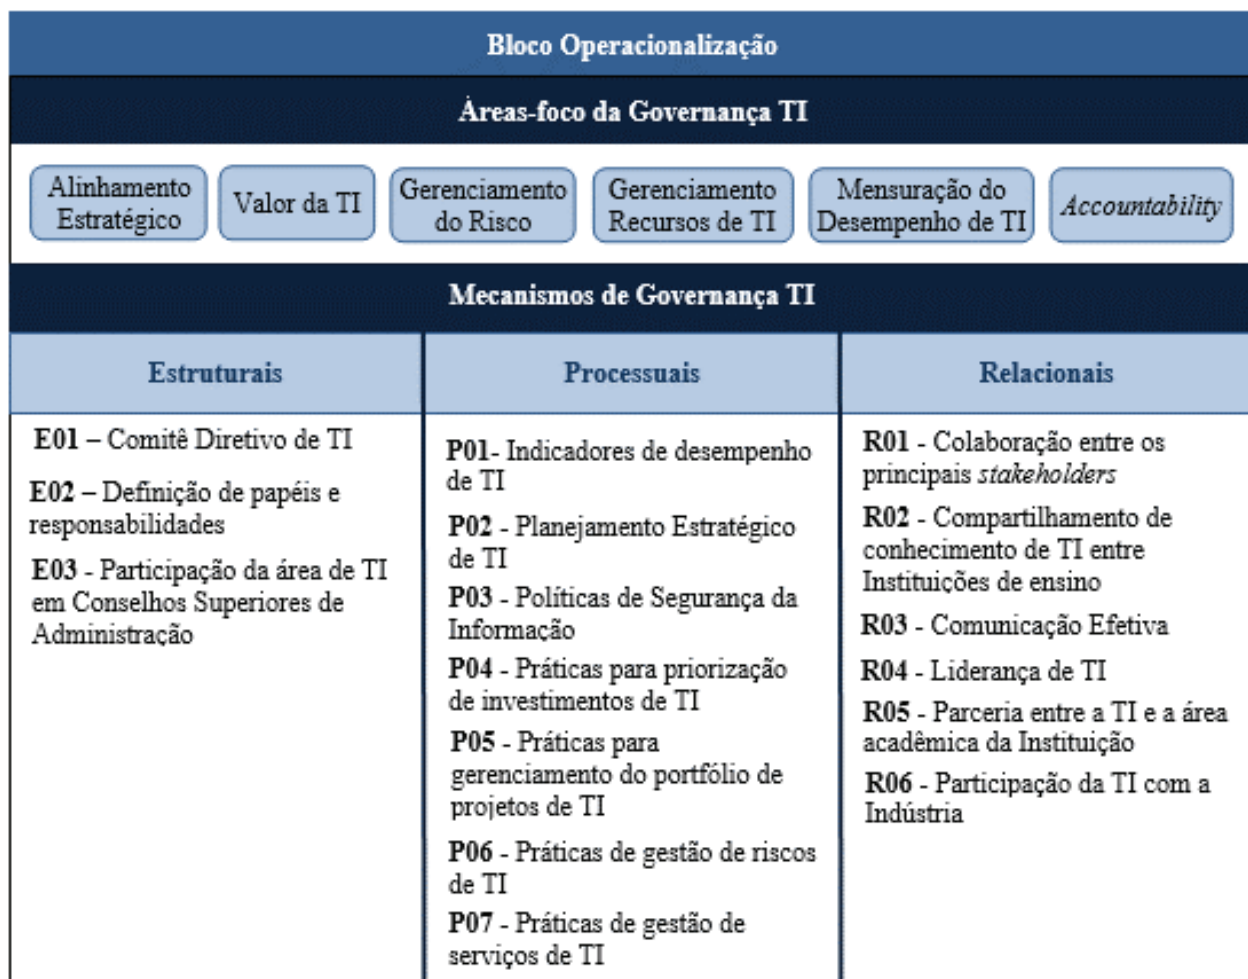 Bloco Operacionalização
Áreas-foco da Governança TI
Alinhamento
Estratégico
Valor da TI
Gerenciamento
do Risco
Gerenciamento
Recursos de TI
Mensuração do
Desempenho de TI
Accountability
Mecanismos de Governança TI
Estruturais
E01 – Comitê Diretivo de TI
E02 – Definição de papéis e
responsabilidades
E03 - Participação da área de TI
em Conselhos Superiores de
Administração
Processuais
P01- Indicadores de desempenho
de TI
P02 - Planejamento Estratégico
de TI
P03 - Políticas de Segurança da
Informação
P04 - Práticas para priorização
de investimentos de TI
P05 - Práticas para
gerenciamento do portfólio de
projetos de TI
P06 - Práticas de gestão de riscos
de TI
P07 - Práticas de gestão de
serviços de TI
Relacionais
R01 - Colaboração entre os
principais stakeholders
R02 - Compartilhamento de
conhecimento de TI entre
Instituições de ensino
R03 - Comunicação Efetiva
R04 - Liderança de TI
R05 - Parceria entre a TI e a área
acadêmica da Instituição
R06 - Participação da TI com a
Indústria